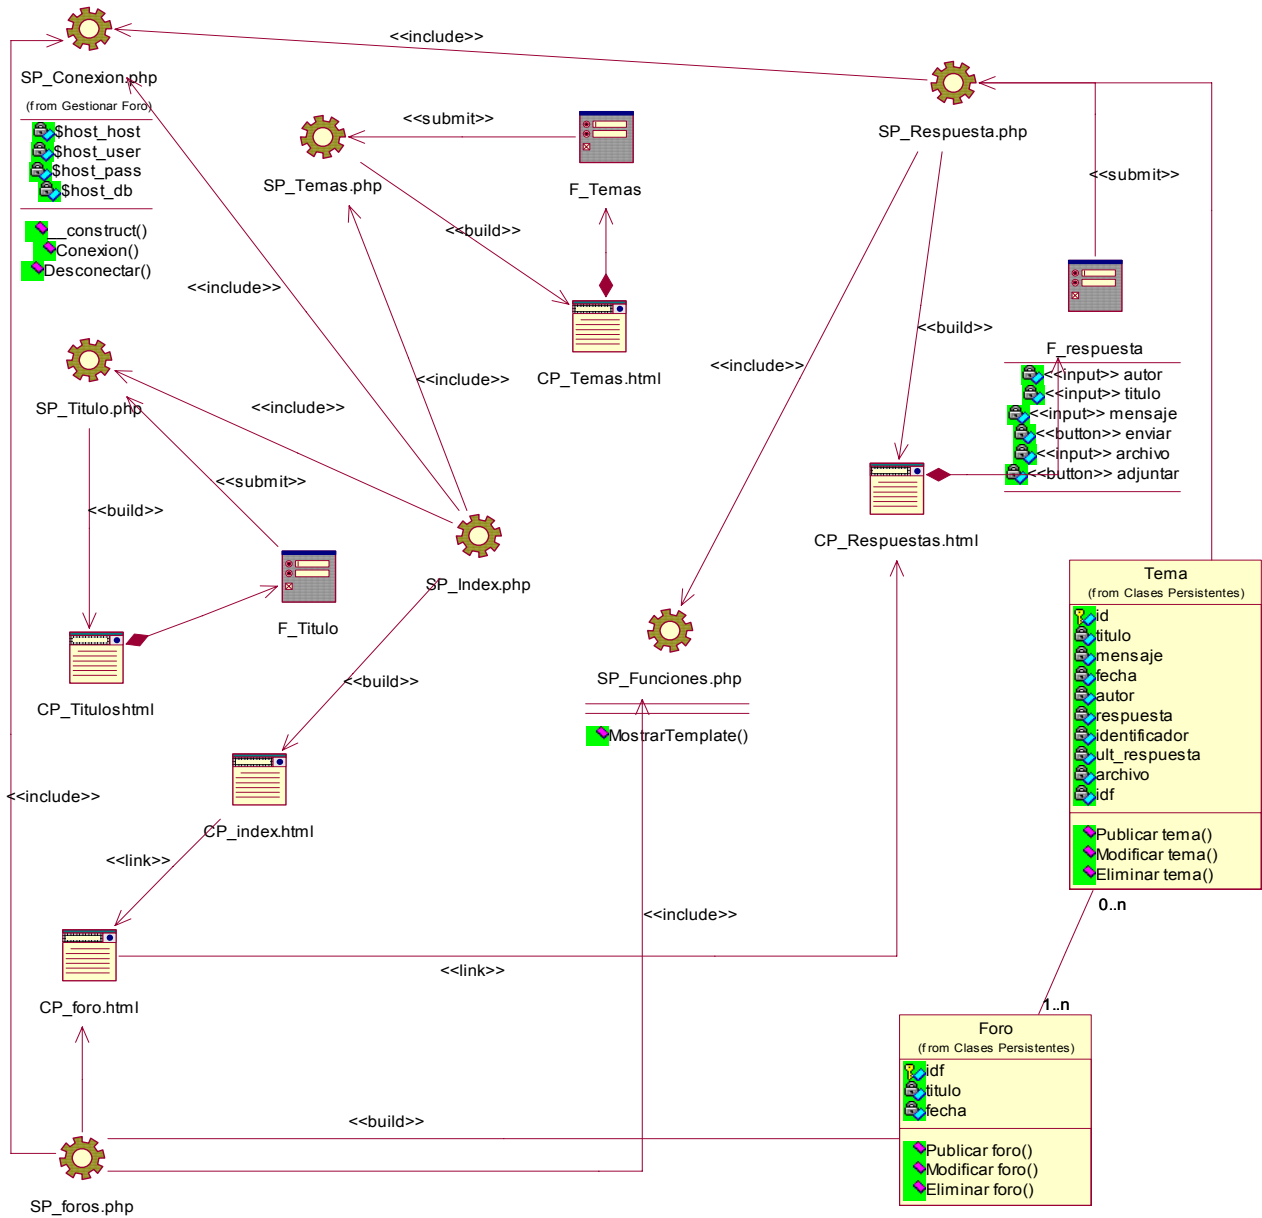 <<include>>
SP_Conexion.php
(from Gestionar Foro)
$host_host
$host_user
$host_pass
$host_db
__construct()
Conexion()
Desconectar()
<<submit>>
SP_Temas.php
F_Temas
<<build>>
CP_Temas.html
SP_Respuesta.php
<<submit>>
<<include>>
<<include>>
<<include>>
<<include>>
<<build>>
F_respuesta
<<input>> autor
<<input>> titulo
<<input>> mensaje
<<button>> enviar
<<input>> archivo
<<button>> adjuntar
SP_Titulo.php
<<submit>>
<<build>>
CP_Respuestas.html
SP_Index.php
F_Titulo
CP_Tituloshtml
<<build>>
SP_Funciones.php
MostrarTemplate()
Tema
(from Clases Persistentes)
id
titulo
mensaje
fecha
autor
respuesta
identificador
ult_respuesta
archivo
idf
Publicar tema()
Modificar tema()
Eliminar tema()
0..n
<<include>>
CP_index.html
<<link>>
<<include>>
<<link>>
CP_foro.html
1..n
Foro
(from Clases Persistentes)
idf
titulo
fecha
Publicar foro()
Modificar foro()
Eliminar foro()
<<build>>
SP_foros.php